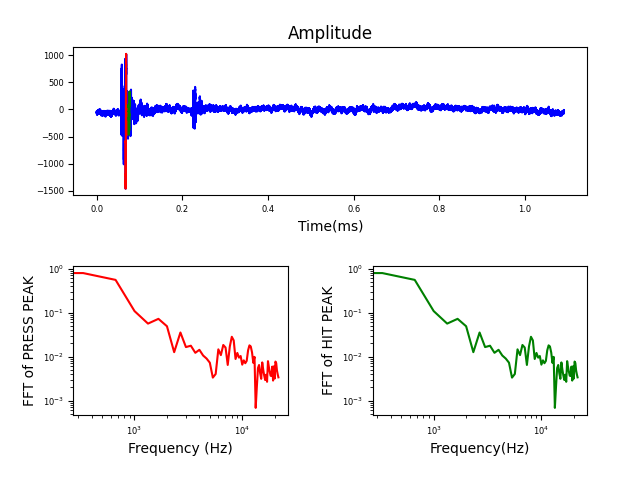 Amplitude
1000
500
0
−500
−1000
−1500
0.0 0.2 0.4 0.6 0.8 1.0
Time(ms)
FFT of PRESS PEAK
10⁰
10⁻¹
10⁻²
10⁻³
10³ 10⁴
Frequency (Hz)
FFT of HIT PEAK
10⁰
10⁻¹
10⁻²
10⁻³
10³ 10⁴
Frequency(Hz)